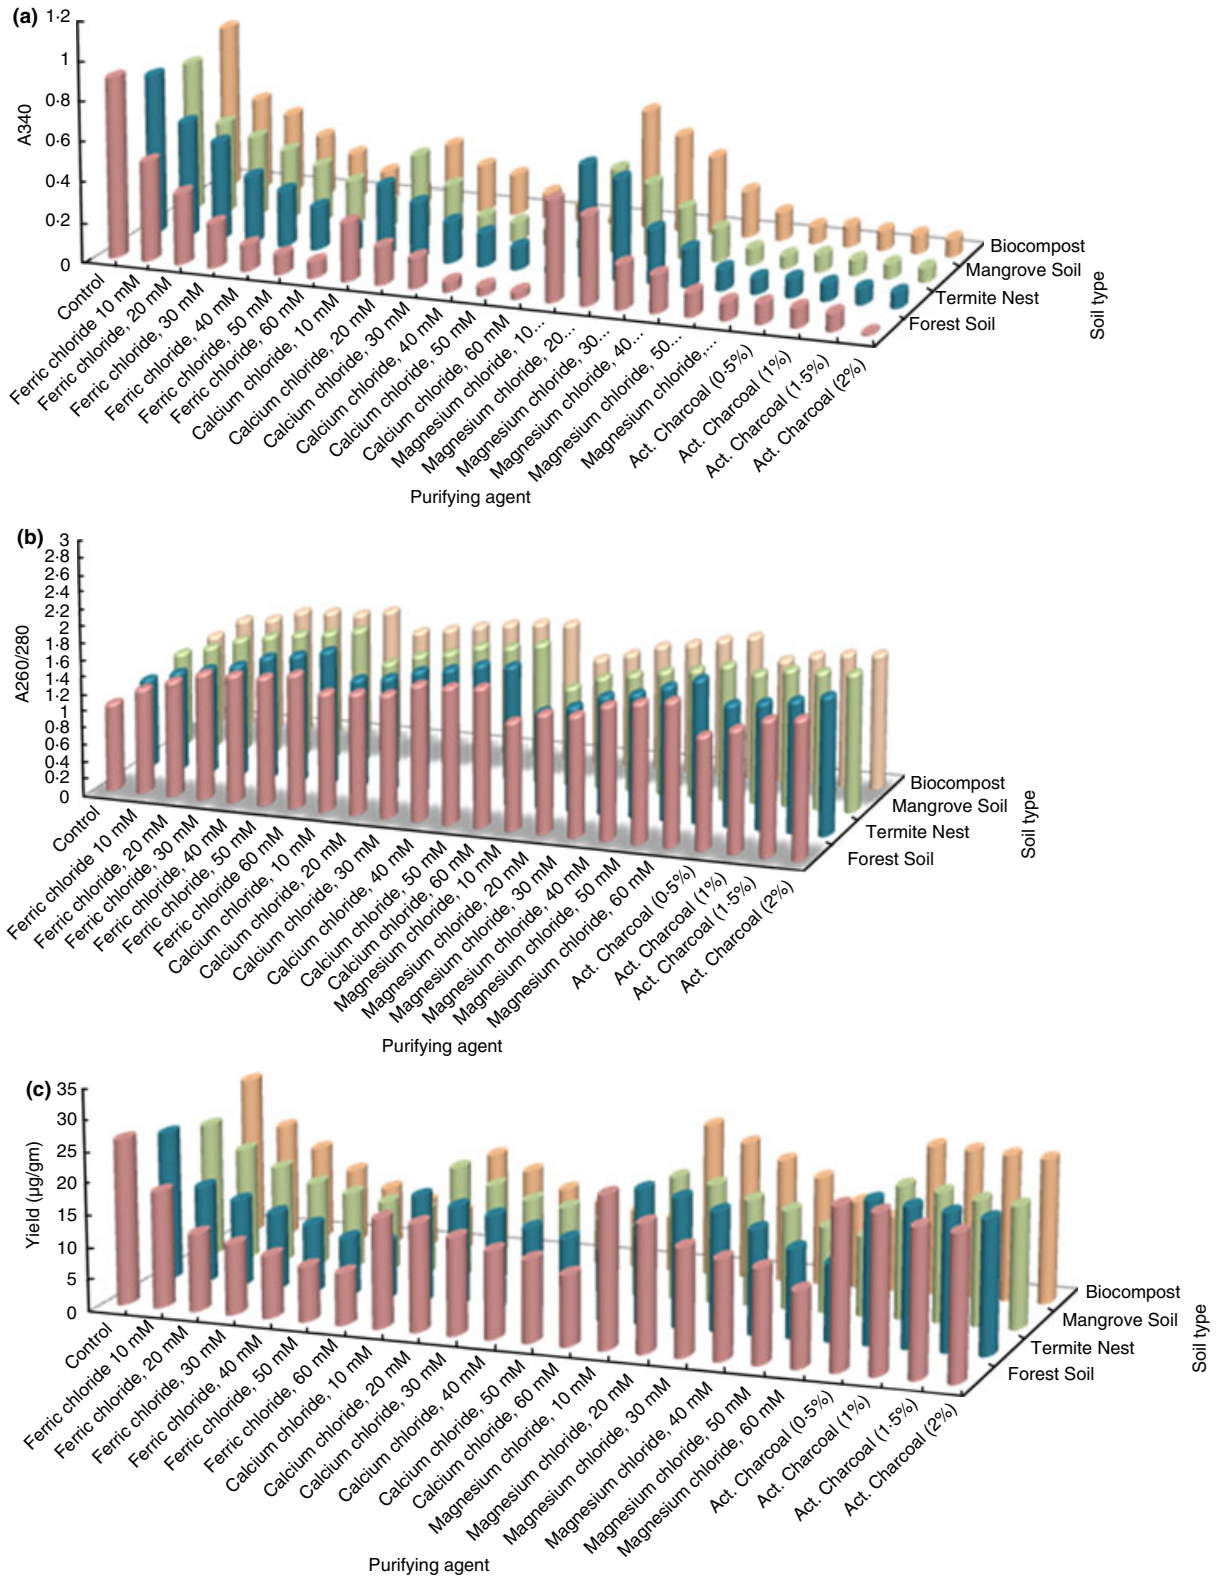 (a)
1·2
1
0·8
0·6
0·4
0·2
0
A340
Control
Ferric chloride 10 mM
Ferric chloride, 20 mM
Ferric chloride, 30 mM
Ferric chloride, 40 mM
Ferric chloride, 50 mM
Ferric chloride, 60 mM
Calcium chloride, 10 mM
Calcium chloride, 20 mM
Calcium chloride, 30 mM
Calcium chloride, 40 mM
Calcium chloride, 50 mM
Calcium chloride, 60 mM
Magnesium chloride, 10...
Magnesium chloride, 20...
Magnesium chloride, 30...
Magnesium chloride, 40...
Magnesium chloride, 50...
Magnesium chloride,...
Act. Charcoal (0·5%)
Act. Charcoal (1%)
Act. Charcoal (1·5%)
Act. Charcoal (2%)
Biocompost
Mangrove Soil
Termite Nest
Forest Soil
Soil type
Purifying agent
(b)
3
2·8
2·6
2·4
2·2
2
1·8
1·6
1·4
1·2
1
0·8
0·6
0·4
0·2
0
A260/280
Control
Ferric chloride 10 mM
Ferric chloride, 20 mM
Ferric chloride, 30 mM
Ferric chloride, 40 mM
Ferric chloride, 50 mM
Ferric chloride 60 mM
Calcium chloride, 10 mM
Calcium chloride, 20 mM
Calcium chloride, 30 mM
Calcium chloride, 40 mM
Calcium chloride, 50 mM
Calcium chloride, 60 mM
Magnesium chloride, 10 mM
Magnesium chloride, 20 mM
Magnesium chloride, 30 mM
Magnesium chloride, 40 mM
Magnesium chloride, 50 mM
Magnesium chloride, 60 mM
Act. Charcoal (0·5%)
Act. Charcoal (1%)
Act. Charcoal (1·5%)
Act. Charcoal (2%)
Biocompost
Mangrove Soil
Termite Nest
Forest Soil
Soil type
Purifying agent
(c)
35
30
25
20
15
10
5
0
Yield (µg/gm)
Control
Ferric chloride 10 mM
Ferric chloride, 20 mM
Ferric chloride, 30 mM
Ferric chloride, 40 mM
Ferric chloride, 50 mM
Ferric chloride, 60 mM
Calcium chloride, 10 mM
Calcium chloride, 20 mM
Calcium chloride, 30 mM
Calcium chloride, 40 mM
Calcium chloride, 50 mM
Calcium chloride, 60 mM
Magnesium chloride, 10 mM
Magnesium chloride, 20 mM
Magnesium chloride, 30 mM
Magnesium chloride, 40 mM
Magnesium chloride, 50 mM
Magnesium chloride, 60 mM
Act. Charcoal (0·5%)
Act. Charcoal (1%)
Act. Charcoal (1·5%)
Act. Charcoal (2%)
Biocompost
Mangrove Soil
Termite Nest
Forest Soil
Soil type
Purifying agent